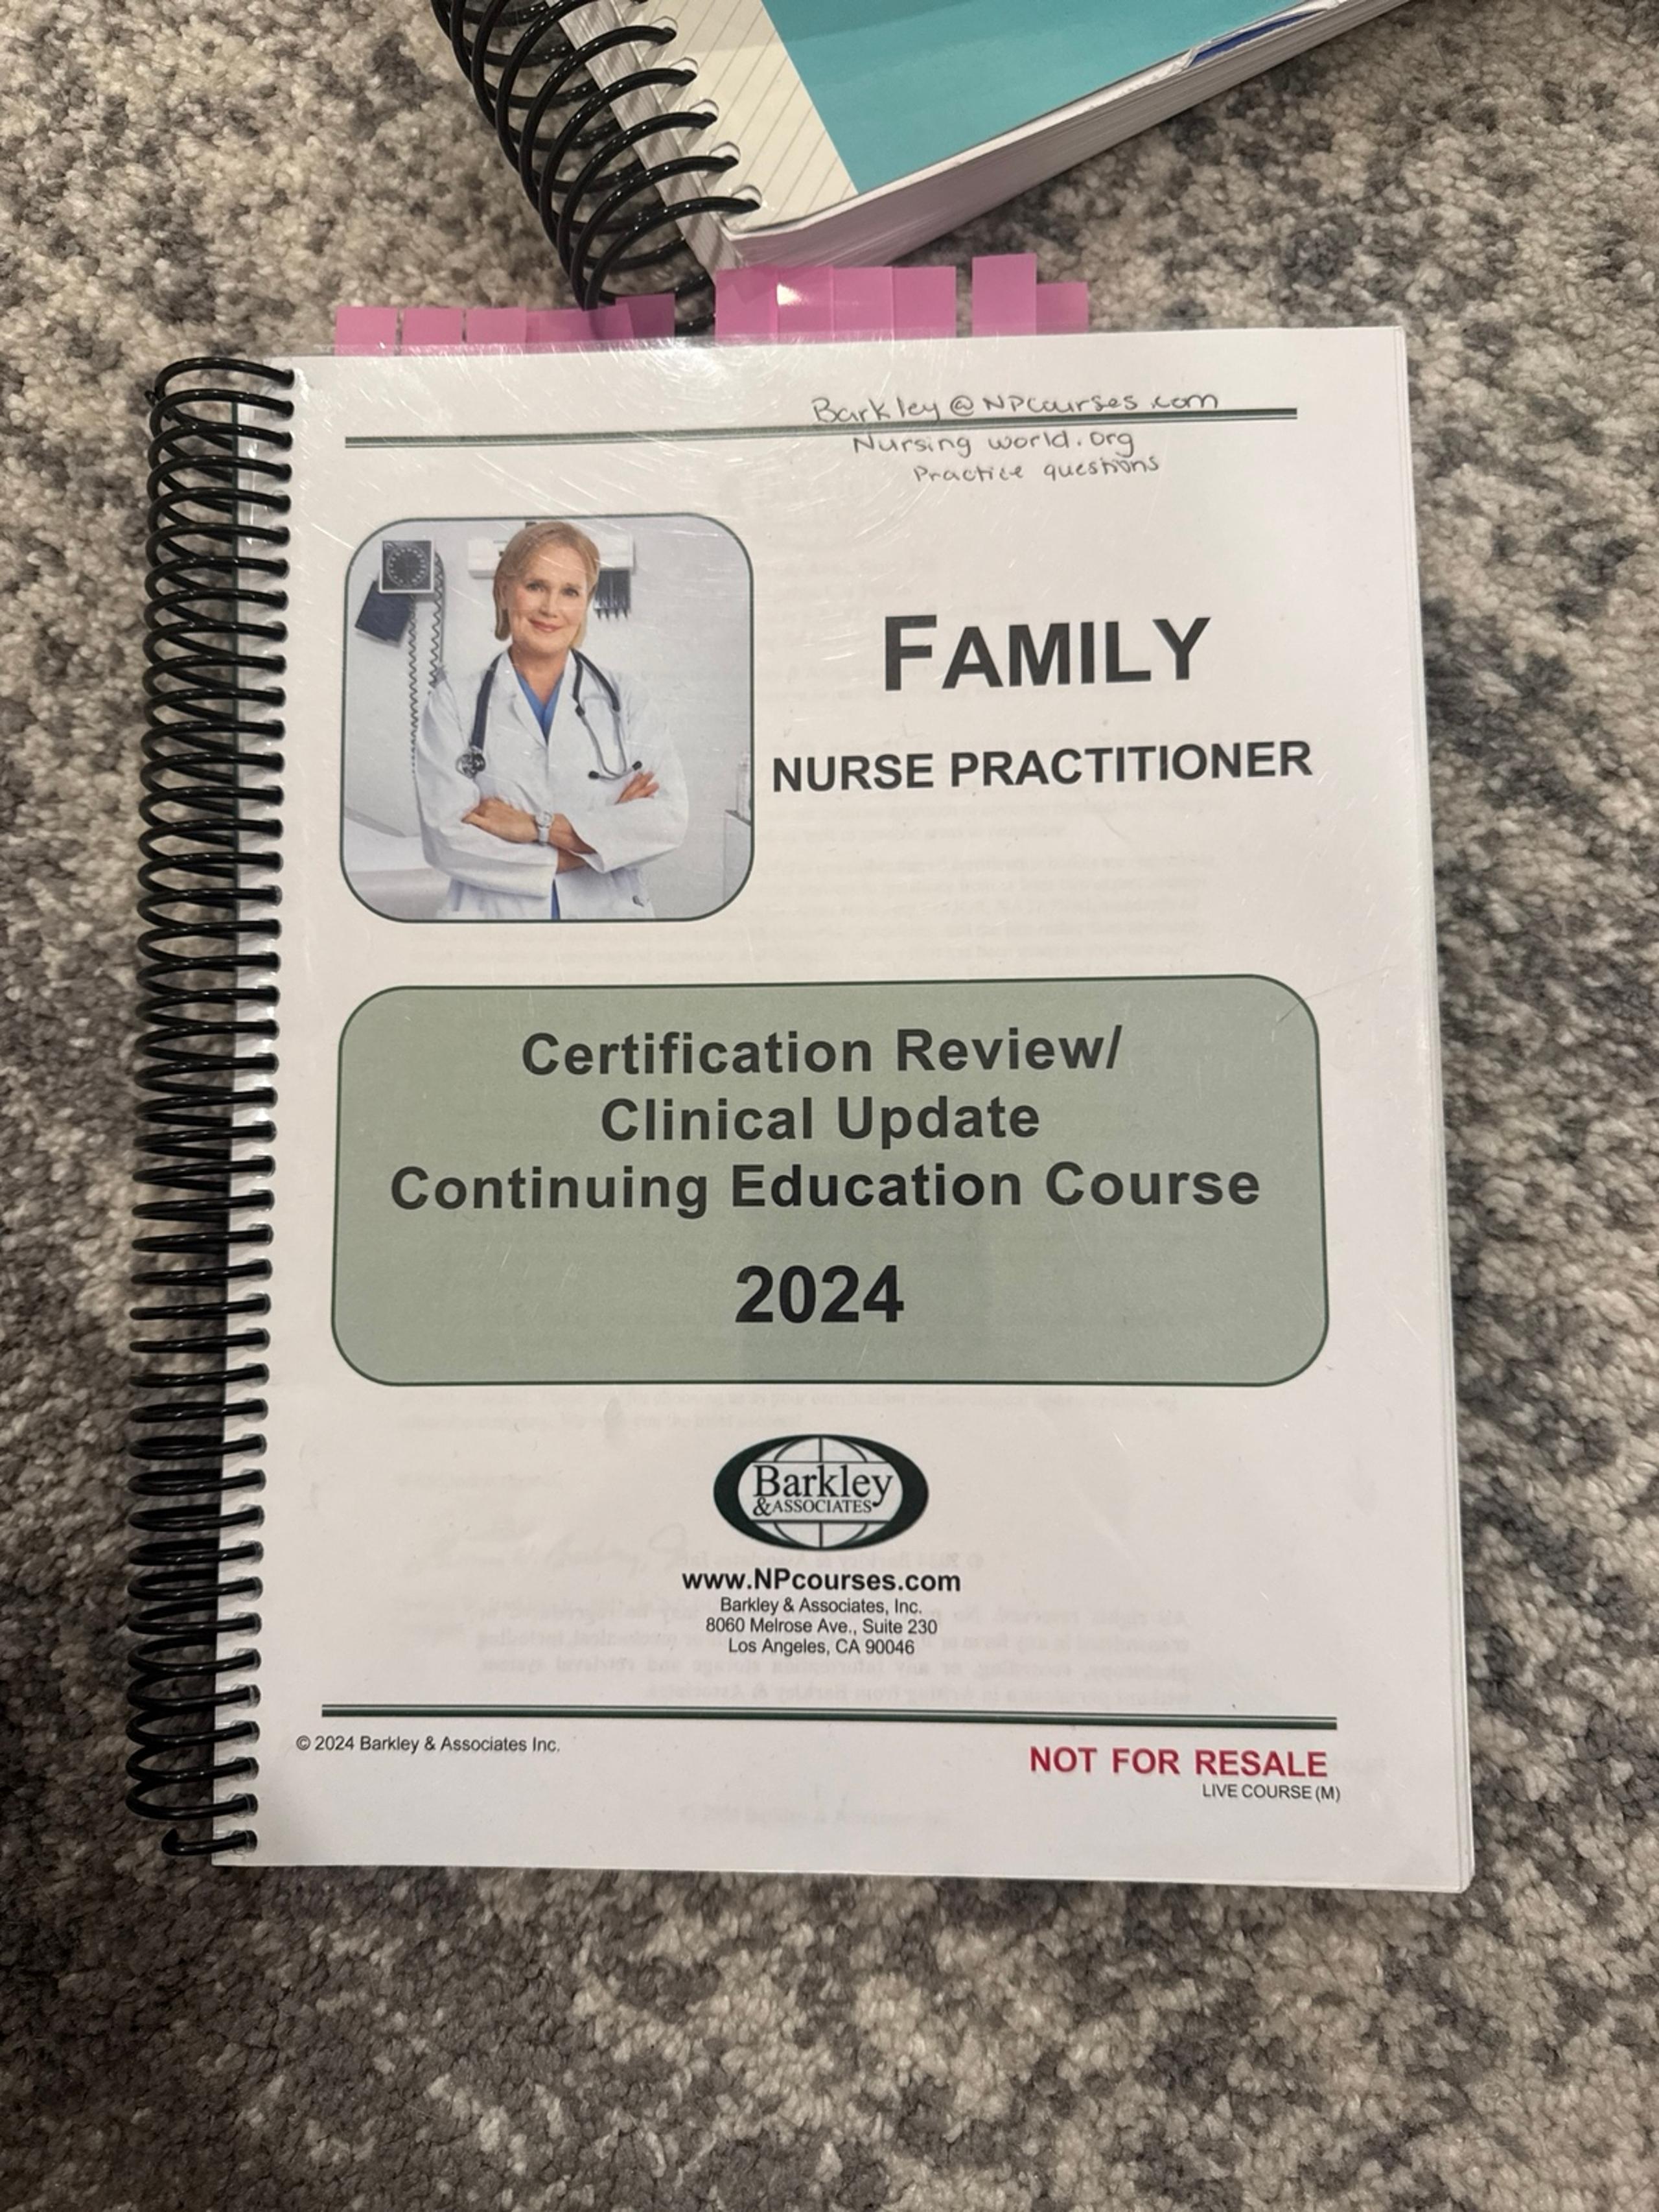 Barkley@NPcourses.com
Nursing world.org
Practice questions
FAMILY
NURSE PRACTITIONER
Certification Review/
Clinical Update
Continuing Education Course
2024
Barkley
&ASSOCIATES
www.NPcourses.com
Barkley & Associates, Inc.
8060 Melrose Ave., Suite 230
Los Angeles, CA 90046
© 2024 Barkley & Associates Inc.
NOT FOR RESALE
LIVE COURSE (M)